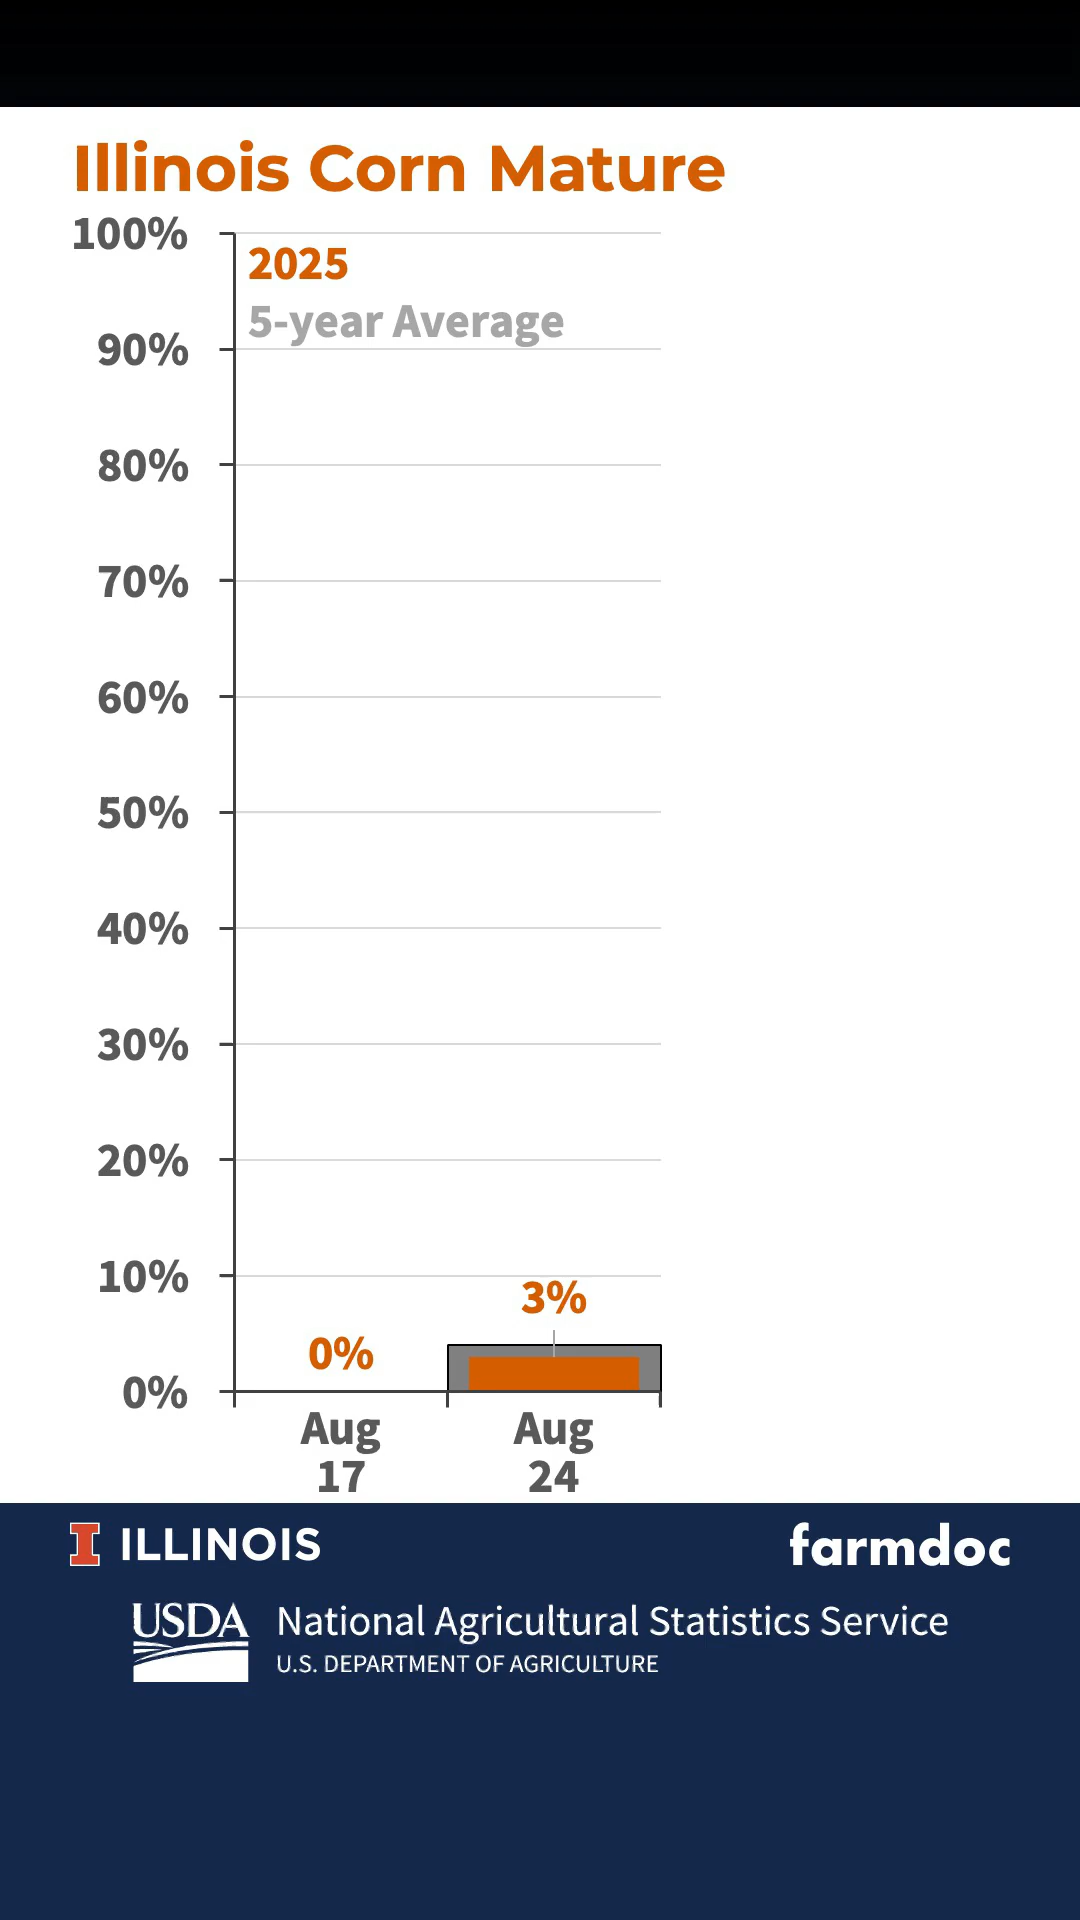 Illinois Corn Mature
100%
2025
5-year Average
90%
80%
70%
60%
50%
40%
30%
20%
10%
3%
0%
0%
Aug
17
Aug
24
I ILLINOIS
farmdoc
USDA
National Agricultural Statistics Service
U.S. DEPARTMENT OF AGRICULTURE